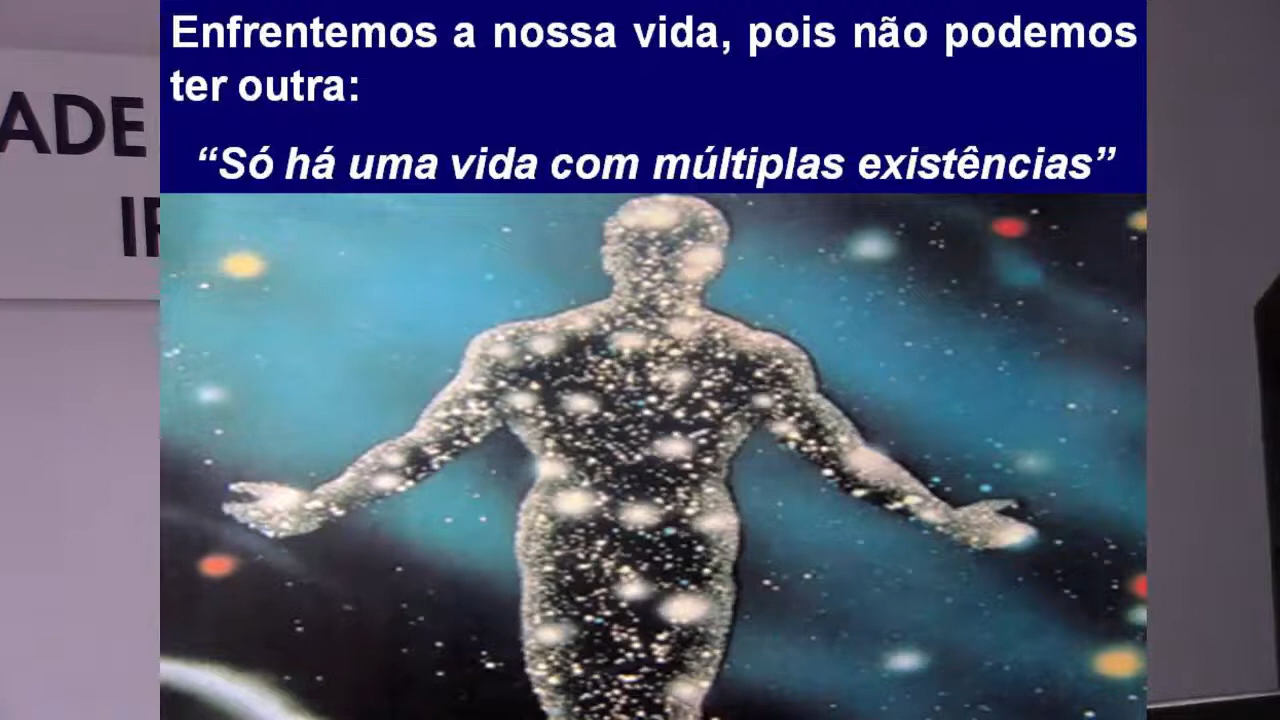 Enfrentemos a nossa vida, pois não podemos
ter outra:
“Só há uma vida com múltiplas existências”
ADE